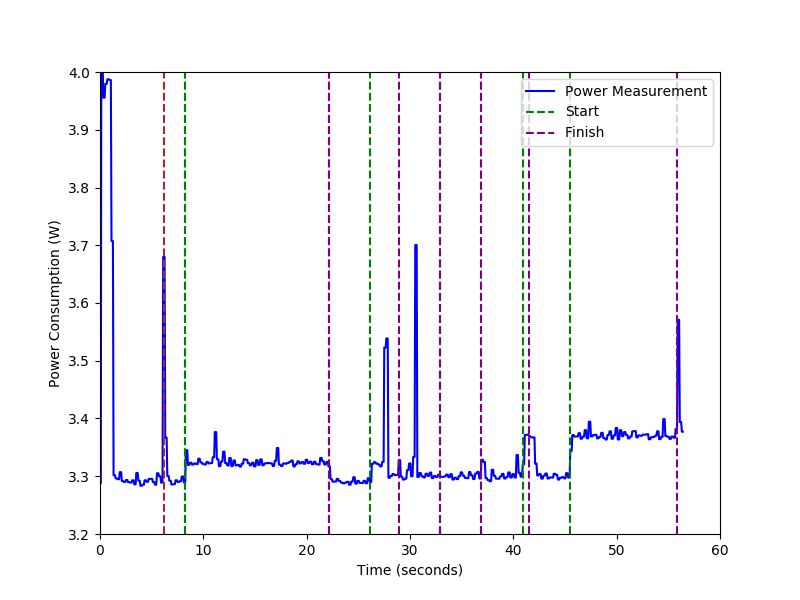 4.0
3.9
3.8
3.7
3.6
3.5
3.4
3.3
3.2
Power Consumption (W)
Power Measurement
Start
Finish
0 10 20 30 40 50 60
Time (seconds)